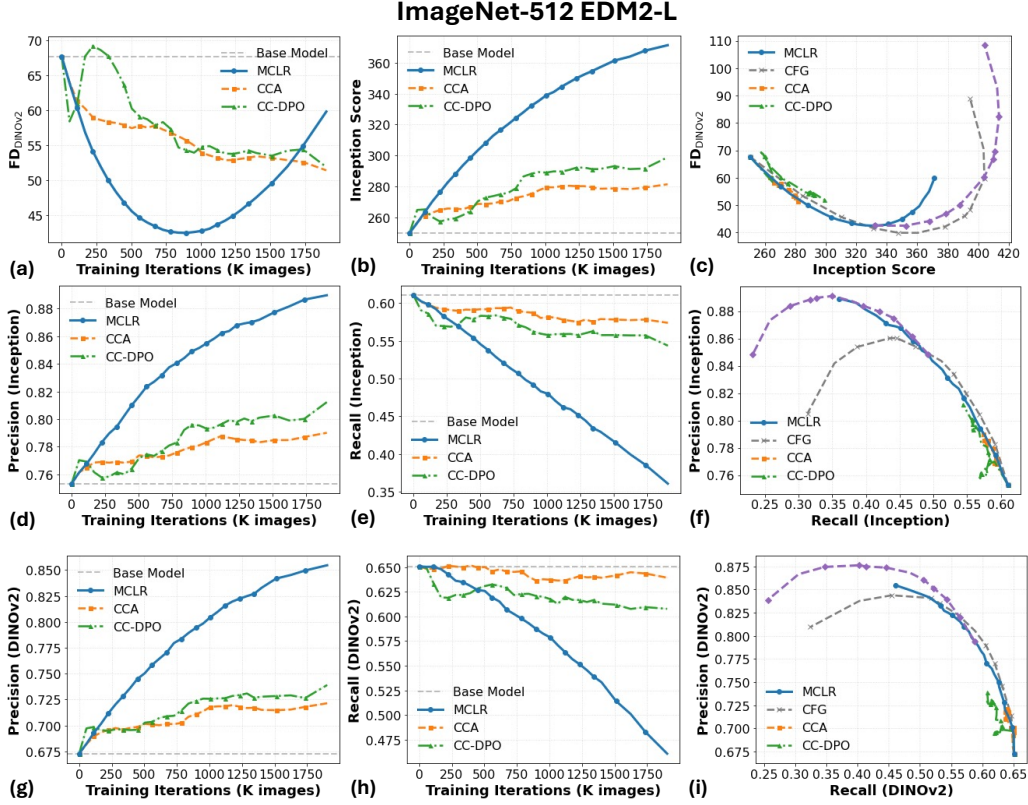 ImageNet-512 EDM2-L
70
65
60
55
50
45
FD_DINOv2
Base Model
MCLR
CCA
CC-DPO
0 250 500 750 1000 1250 1500 1750
(a) Training Iterations (K images)
360
340
320
300
280
260
Inception Score
Base Model
MCLR
CCA
CC-DPO
0 250 500 750 1000 1250 1500 1750
(b) Training Iterations (K images)
110
100
90
80
70
60
50
40
FD_DINOv2
MCLR
CFG
CCA
CC-DPO
260 280 300 320 340 360 380 400 420
(c) Inception Score
0.88
0.86
0.84
0.82
0.80
0.78
0.76
Precision (Inception)
Base Model
MCLR
CCA
CC-DPO
0 250 500 750 1000 1250 1500 1750
(d) Training Iterations (K images)
0.60
0.55
0.50
0.45
0.40
0.35
Recall (Inception)
Base Model
MCLR
CCA
CC-DPO
0 250 500 750 1000 1250 1500 1750
(e) Training Iterations (K images)
0.88
0.86
0.84
0.82
0.80
0.78
0.76
Precision (Inception)
MCLR
CFG
CCA
CC-DPO
0.25 0.30 0.35 0.40 0.45 0.50 0.55 0.60
(f) Recall (Inception)
0.850
0.825
0.800
0.775
0.750
0.725
0.700
0.675
Precision (DINOv2)
Base Model
MCLR
CCA
CC-DPO
0 250 500 750 1000 1250 1500 1750
(g) Training Iterations (K images)
0.650
0.625
0.600
0.575
0.550
0.525
0.500
0.475
Recall (DINOv2)
Base Model
MCLR
CCA
CC-DPO
0 250 500 750 1000 1250 1500 1750
(h) Training Iterations (K images)
0.875
0.850
0.825
0.800
0.775
0.750
0.725
0.700
0.675
Precision (DINOv2)
MCLR
CFG
CCA
CC-DPO
0.25 0.30 0.35 0.40 0.45 0.50 0.55 0.60 0.65
(i) Recall (DINOv2)